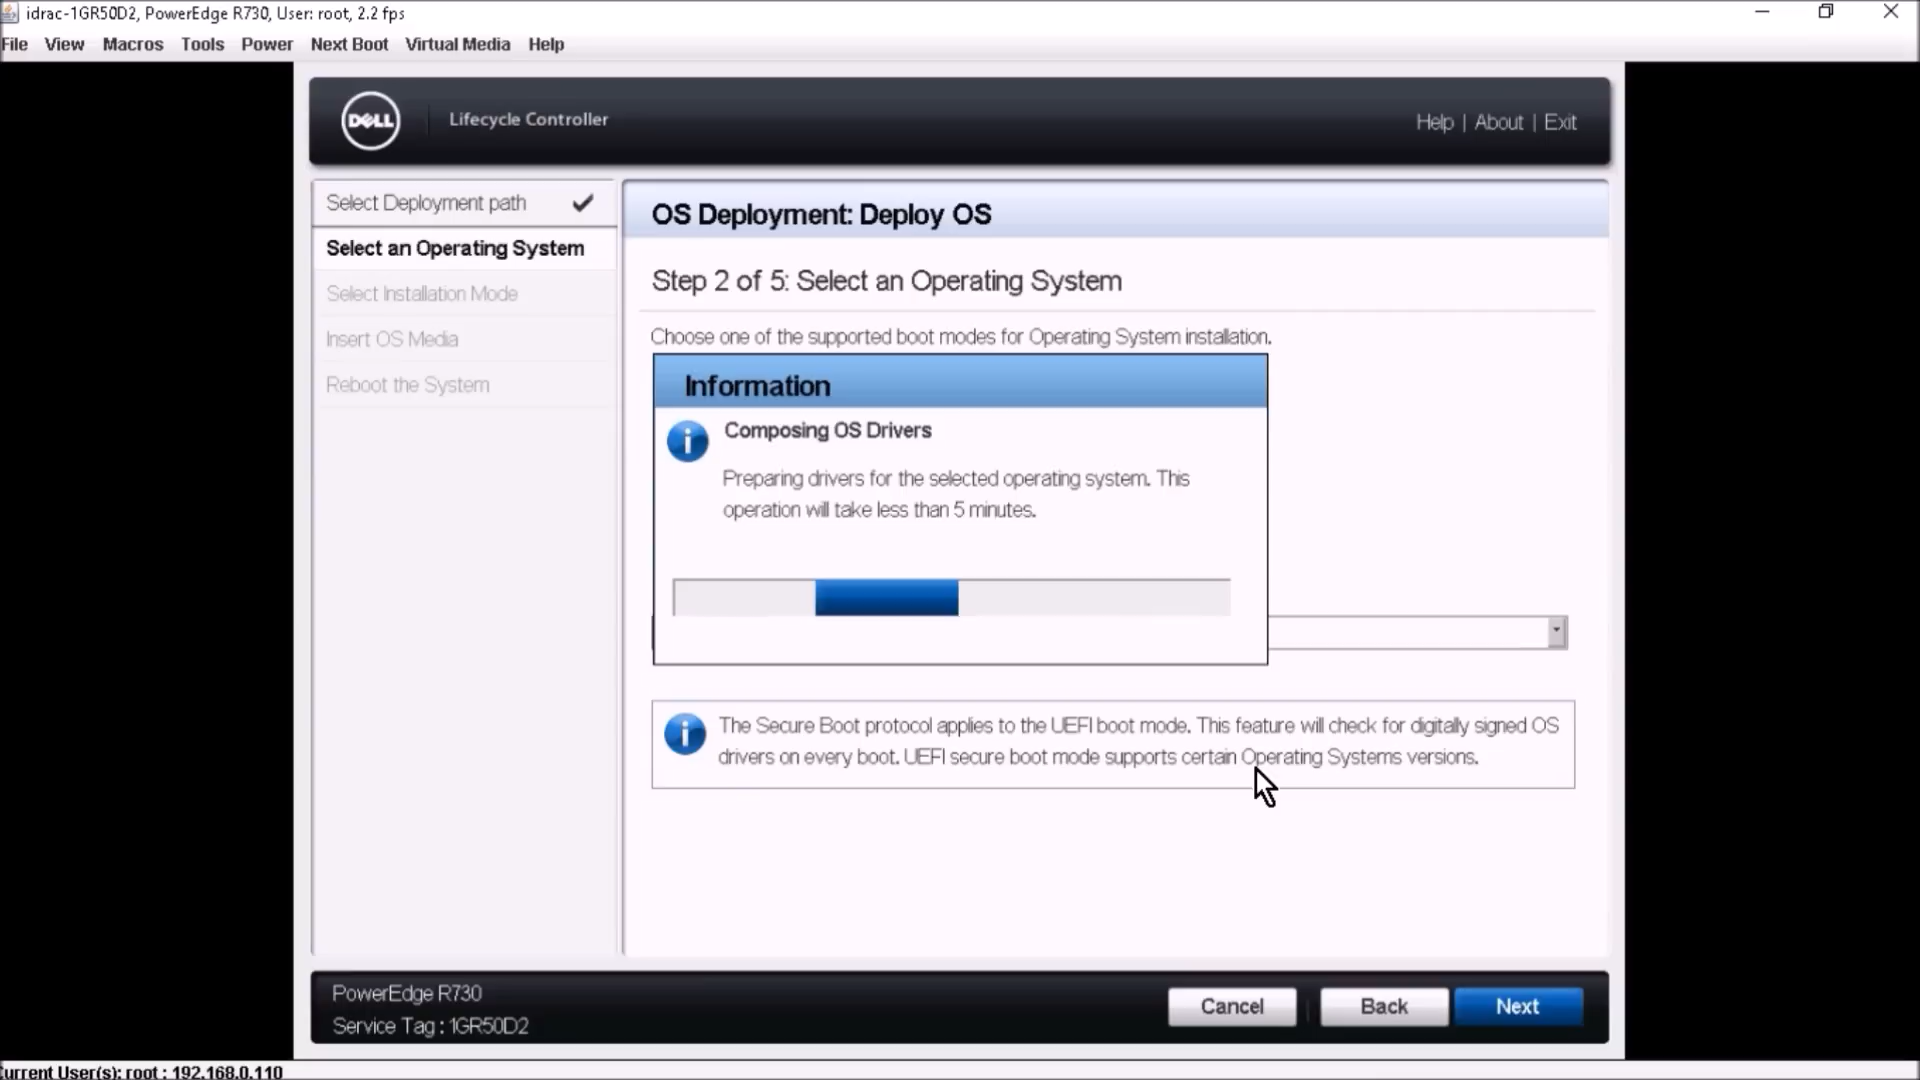 idrac-1GR50D2, PowerEdge R730, User: root, 2.2 fps
File View Macros Tools Power Next Boot Virtual Media Help
DELL Lifecycle Controller Help | About | Exit
Select Deployment path
Select an Operating System
Select Installation Mode
Insert OS Media
Reboot the System
OS Deployment: Deploy OS
Step 2 of 5: Select an Operating System
Choose one of the supported boot modes for Operating System installation.
Information
Composing OS Drivers
Preparing drivers for the selected operating system. This
operation will take less than 5 minutes.
The Secure Boot protocol applies to the UEFI boot mode. This feature will check for digitally signed OS
drivers on every boot. UEFI secure boot mode supports certain Operating Systems versions.
PowerEdge R730
Service Tag : 1GR50D2
Cancel Back Next
urrent User(s): root : 192.168.0.110